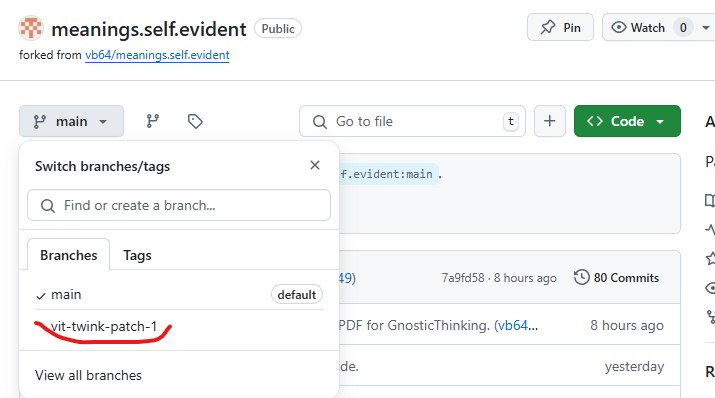 meanings.self.evident Public
forked from vb64/meanings.self.evident
Pin
Watch 0
main
Go to file t
Code
Switch branches/tags
Find or create a branch...
Branches Tags
main default
vit-twink-patch-1
View all branches
f.evident:main .
49) 7a9fd58 · 8 hours ago 80 Commits
PDF for GnosticThinking. (vb64... 8 hours ago
de. yesterday
A
R